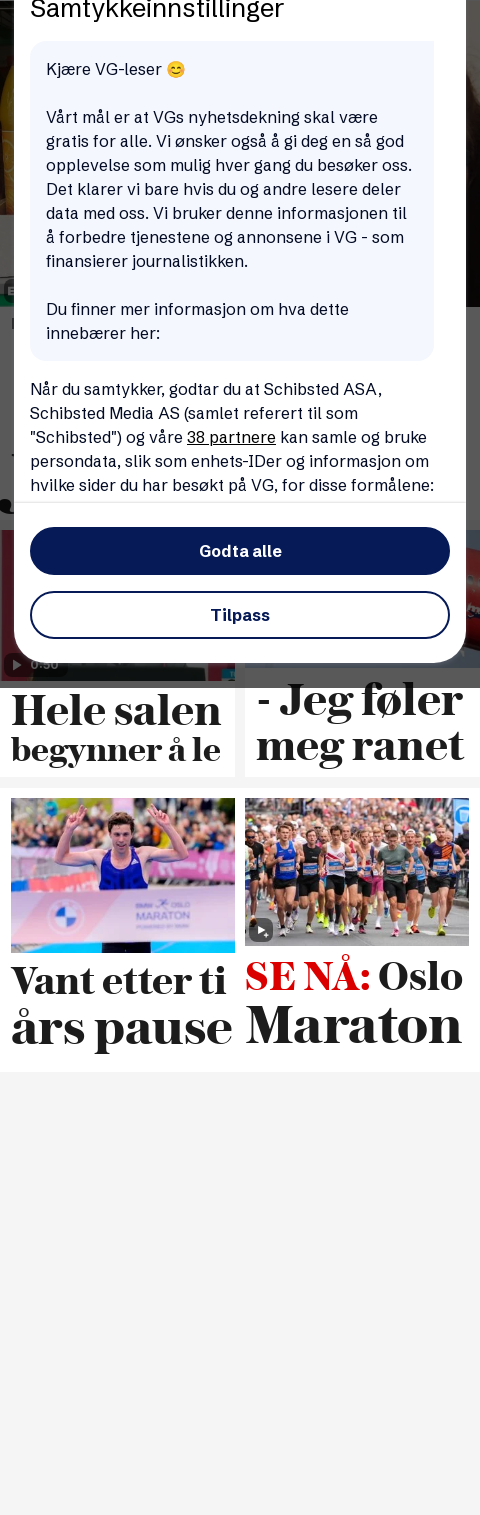 Samtykkeinnstillinger
Kjære VG-leser 😊
Vårt mål er at VGs nyhetsdekning skal være
gratis for alle. Vi ønsker også å gi deg en så god
opplevelse som mulig hver gang du besøker oss.
Det klarer vi bare hvis du og andre lesere deler
data med oss. Vi bruker denne informasjonen til
å forbedre tjenestene og annonsene i VG - som
finansierer journalistikken.
Du finner mer informasjon om hva dette
innebærer her:
Når du samtykker, godtar du at Schibsted ASA,
Schibsted Media AS (samlet referert til som
"Schibsted") og våre 38 partnere kan samle og bruke
persondata, slik som enhets-IDer og informasjon om
hvilke sider du har besøkt på VG, for disse formålene:
Godta alle
Tilpass
0:50
Hele salen
begynner å le
- Jeg føler
meg ranet
BMW OSLO
MARATON
Vant etter ti
års pause
SE NÅ: Oslo
Maraton